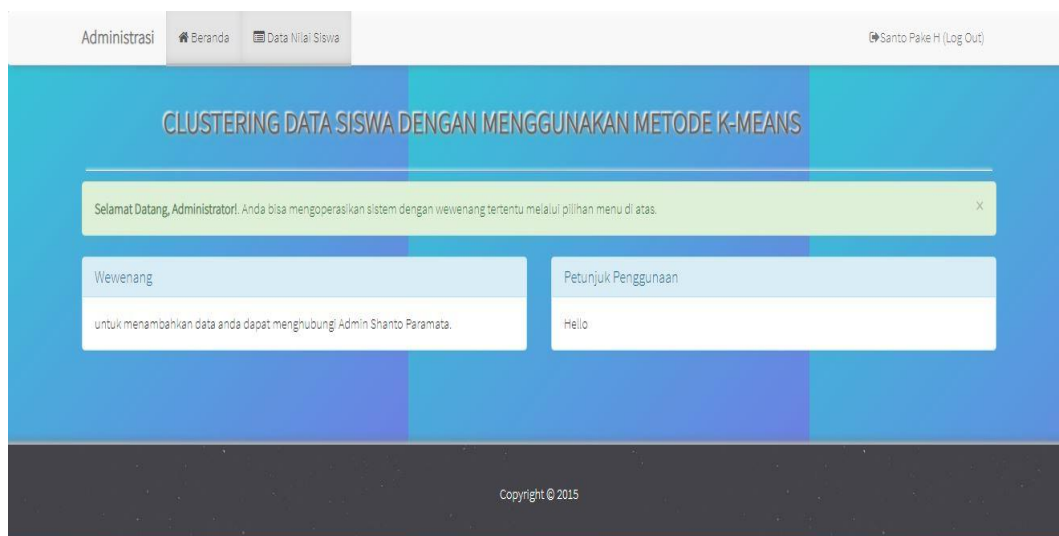 Administrasi Beranda Data Nilai Siswa Santo Pake H (Log Out)
CLUSTERING DATA SISWA DENGAN MENGGUNAKAN METODE K-MEANS
Selamat Datang, Administrator!. Anda bisa mengoperasikan sistem dengan wewenang tertentu melalui pilihan menu di atas. ×
Wewenang
untuk menambahkan data anda dapat menghubungi Admin Shanto Paramata.
Petunjuk Penggunaan
Hello
Copyright © 2015